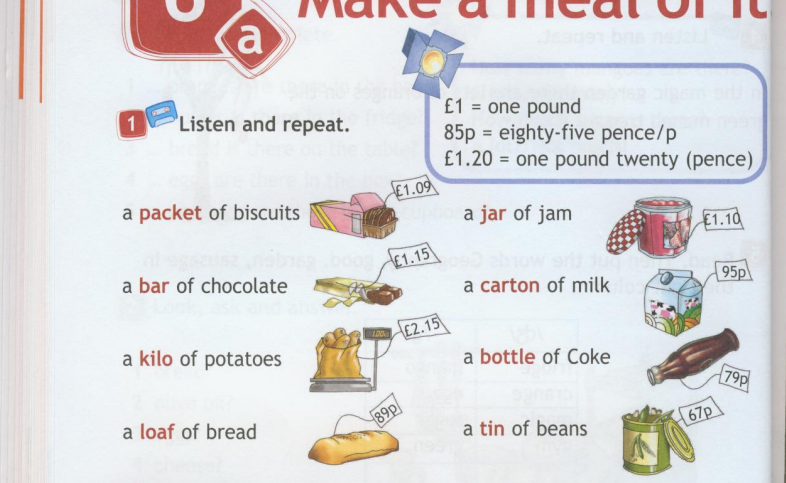 6
a
Make a meal of it
£1 = one pound
85p = eighty-five pence/p
£1.20 = one pound twenty (pence)
1 Listen and repeat.
a packet of biscuits
£1.09
a jar of jam
£1.10
a bar of chocolate
£1.15
a carton of milk
95p
a kilo of potatoes
£2.15
a bottle of Coke
79p
a loaf of bread
89p
a tin of beans
67p